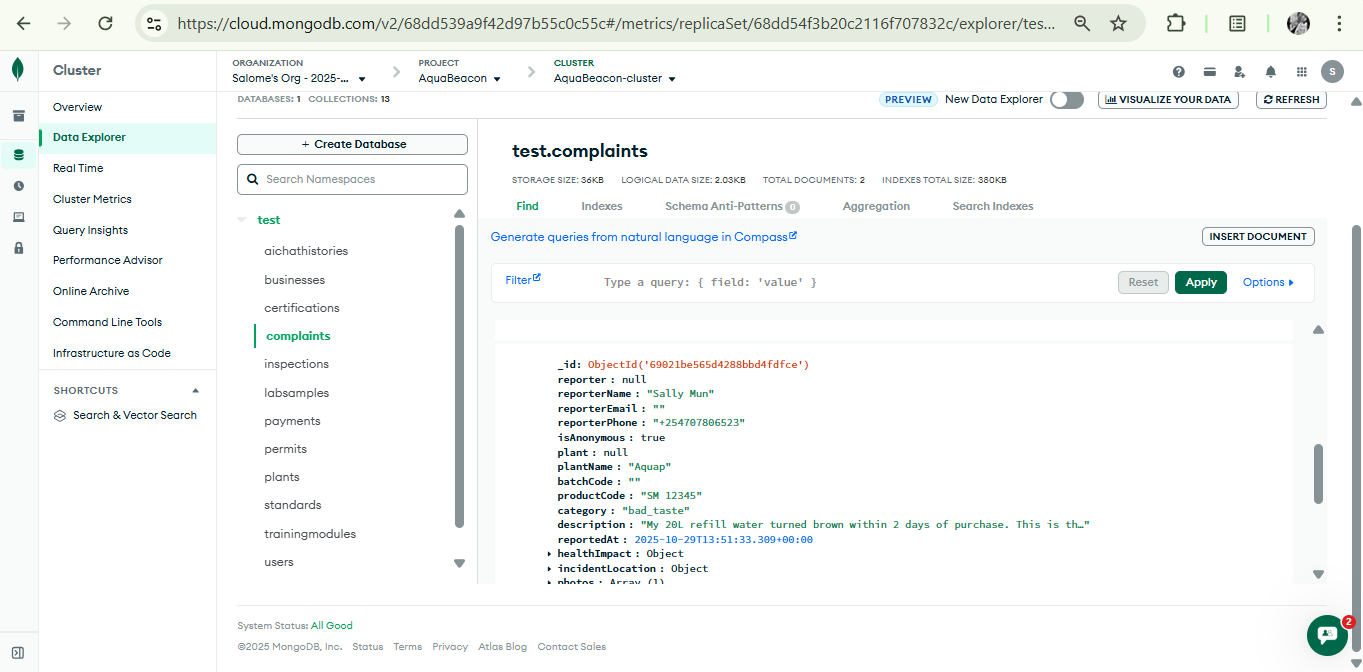 https://cloud.mongodb.com/v2/68dd539a9f42d97b55c0c55c#/metrics/replicaSet/68dd54f3b20c2116f707832c/explorer/tes...
Cluster
Overview
Data Explorer
Real Time
Cluster Metrics
Query Insights
Performance Advisor
Online Archive
Command Line Tools
Infrastructure as Code
SHORTCUTS
Search & Vector Search
ORGANIZATION
Salome's Org - 2025-...
PROJECT
AquaBeacon
CLUSTER
AquaBeacon-cluster
S
DATABASES: 1 COLLECTIONS: 13
PREVIEW New Data Explorer
VISUALIZE YOUR DATA
REFRESH
+ Create Database
Search Namespaces
test
aichathistories
businesses
certifications
complaints
inspections
labsamples
payments
permits
plants
standards
trainingmodules
users
test.complaints
STORAGE SIZE: 36KB LOGICAL DATA SIZE: 2.03KB TOTAL DOCUMENTS: 2 INDEXES TOTAL SIZE: 380KB
Find Indexes Schema Anti-Patterns 0 Aggregation Search Indexes
Generate queries from natural language in Compass
INSERT DOCUMENT
Filter
Type a query: { field: 'value' }
Reset
Apply
Options
_id: ObjectId('69021be565d4288bbd4fdfce')
reporter : null
reporterName : "Sally Mun"
reporterEmail : ""
reporterPhone : "+254707806523"
isAnonymous : true
plant : null
plantName : "Aquap"
batchCode : ""
productCode : "SM 12345"
category : "bad_taste"
description : "My 20L refill water turned brown within 2 days of purchase. This is th…"
reportedAt : 2025-10-29T13:51:33.309+00:00
healthImpact : Object
incidentLocation : Object
photos : Array (1)
System Status: All Good
©2025 MongoDB, Inc. Status Terms Privacy Atlas Blog Contact Sales
2